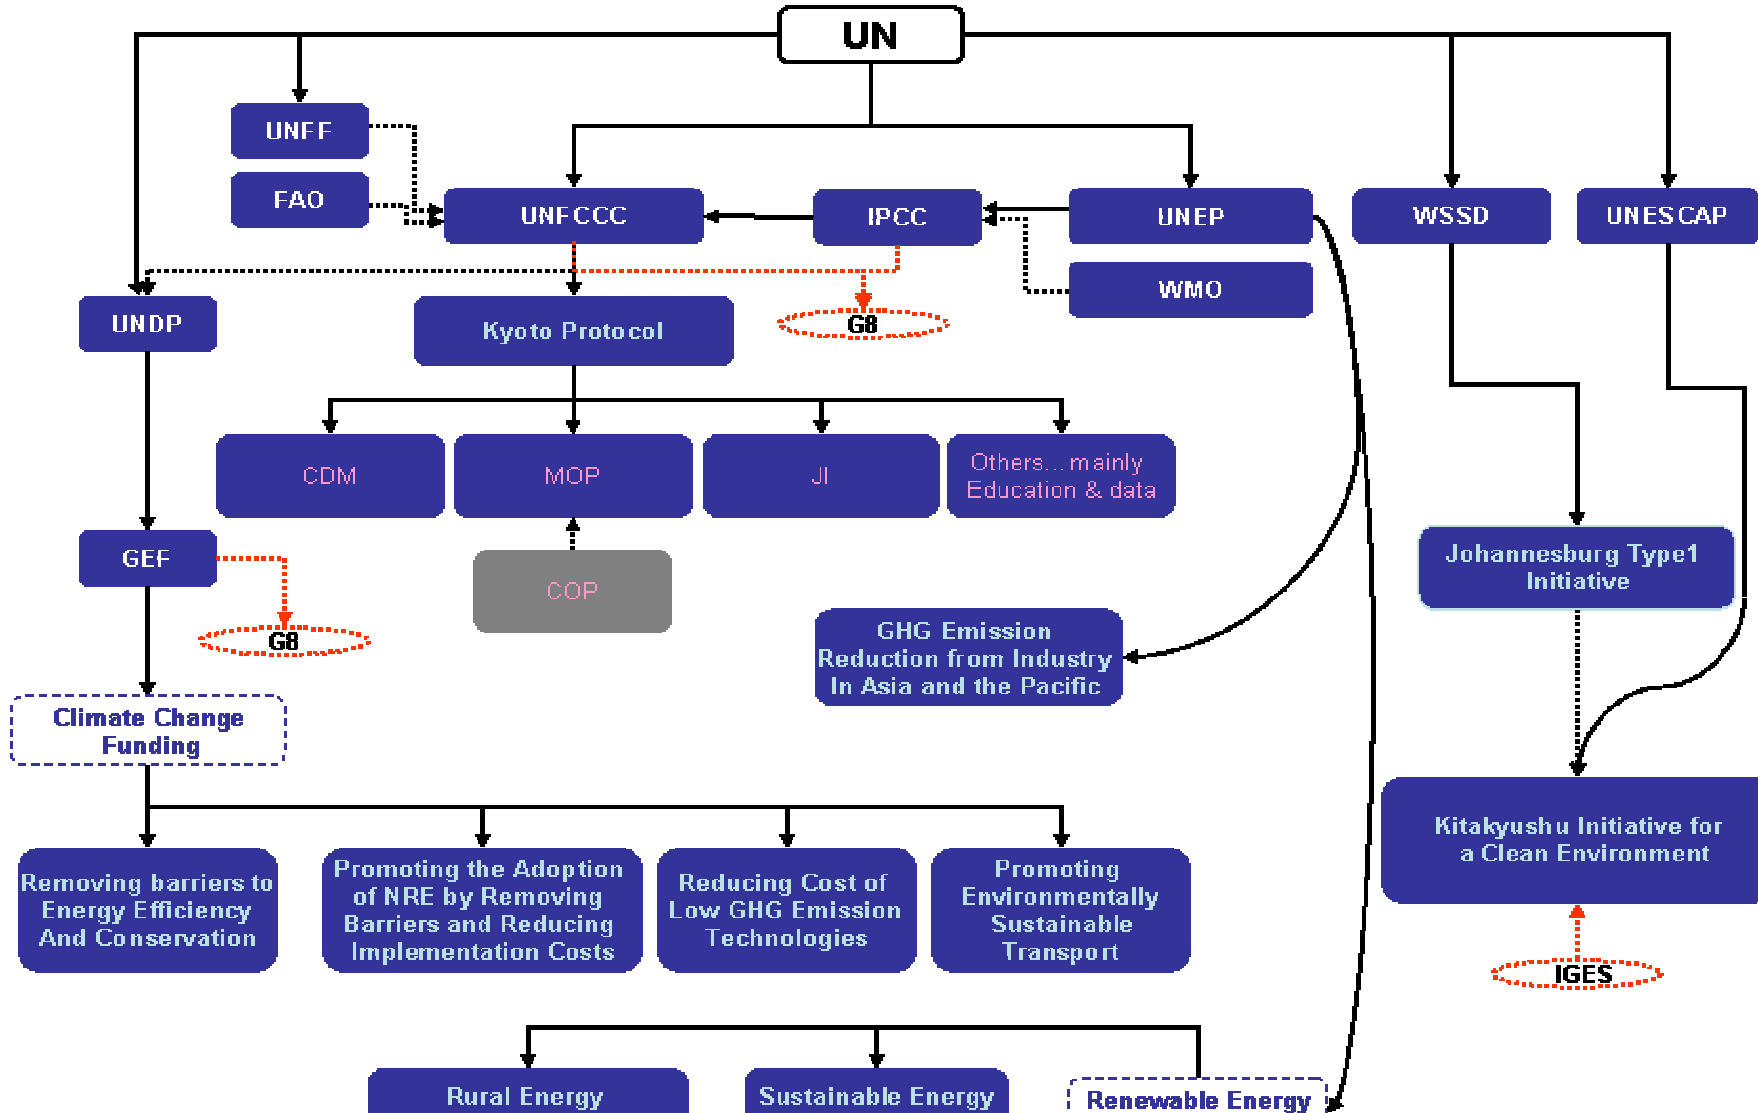 UN
UNFF
FAO
UNFCCC
IPCC
UNEP
WSSD
UNESCAP
WMO
UNDP
Kyoto Protocol
G8
CDM
MOP
JI
Others... mainly
Education & data
GEF
COP
Johannesburg Type1
Initiative
G8
GHG Emission
Reduction from Industry
In Asia and the Pacific
Climate Change
Funding
Kitakyushu Initiative for
a Clean Environment
Removing barriers to
Energy Efficiency
And Conservation
Promoting the Adoption
of NRE by Removing
Barriers and Reducing
Implementation Costs
Reducing Cost of
Low GHG Emission
Technologies
Promoting
Environmentally
Sustainable
Transport
IGES
Rural Energy
Sustainable Energy
Renewable Energy